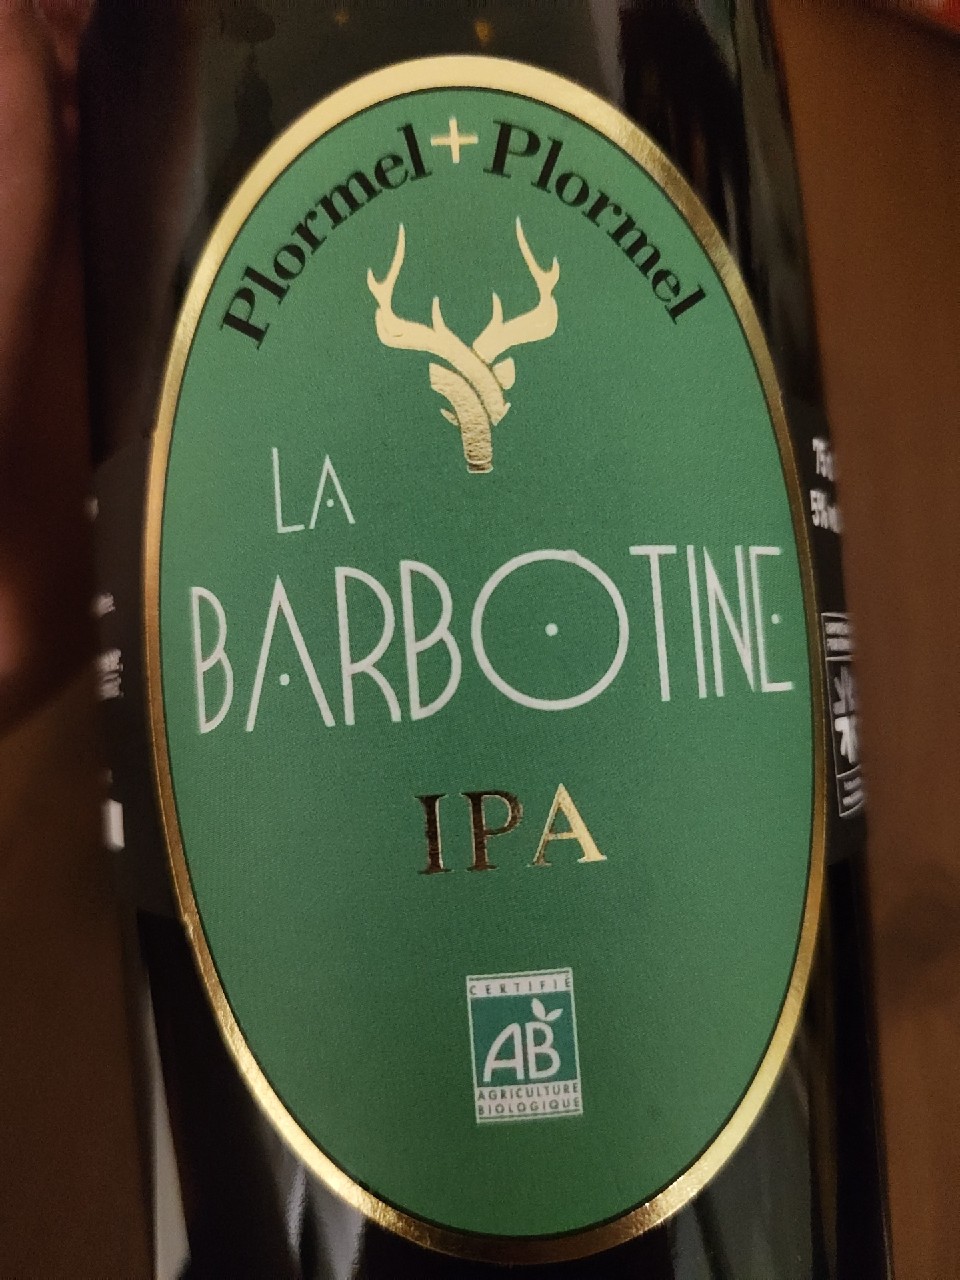 Plormel + Plormel
LA
BARBOTINE
IPA
CERTIFIÉ
AB
AGRICULTURE
BIOLOGIQUE